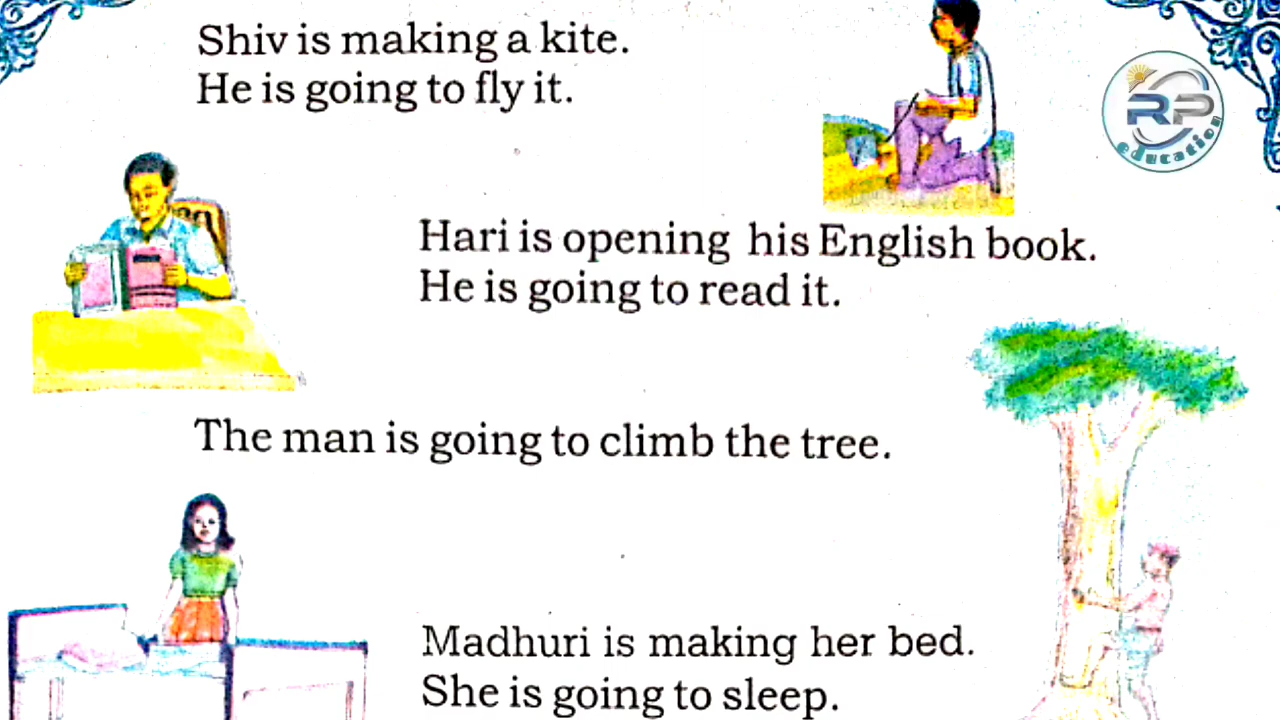 Shiv is making a kite.
He is going to fly it.
RP
education
Hari is opening his English book.
He is going to read it.
The man is going to climb the tree.
Madhuri is making her bed.
She is going to sleep.